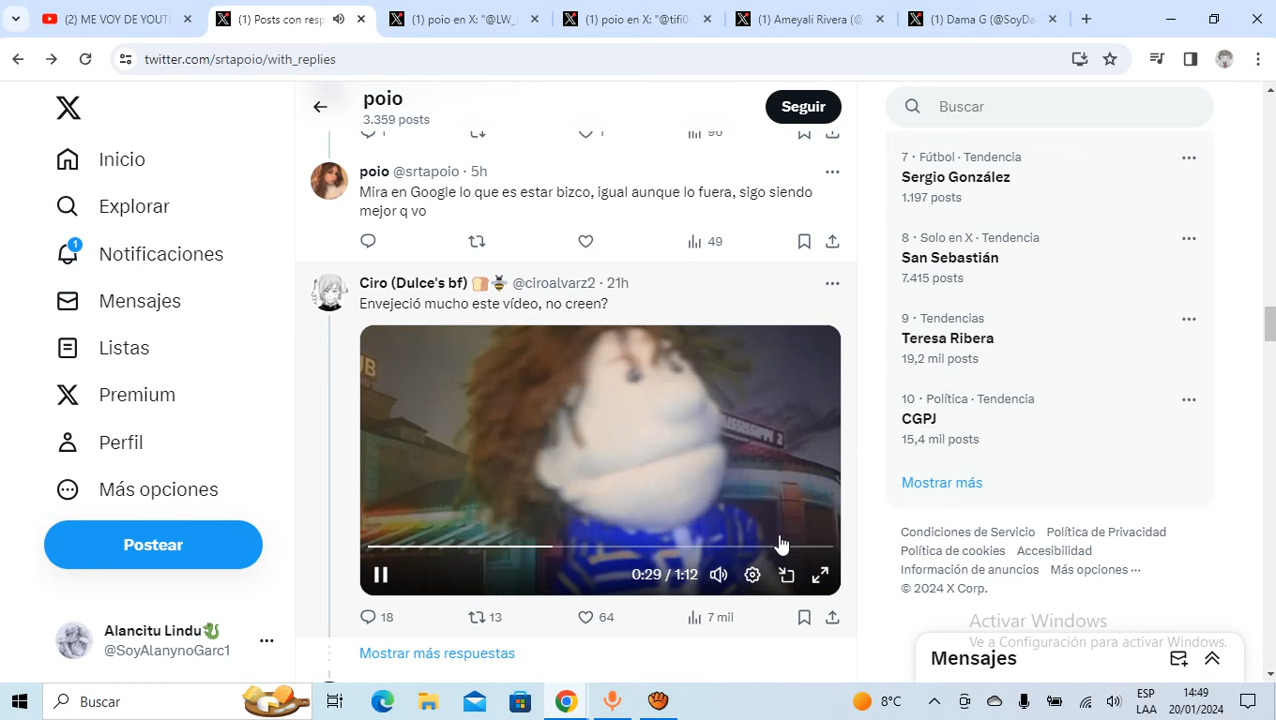 (2) ME VOY DE YOUTU
(1) Posts con resp
(1) poio en X: "@LW_
(1) poio en X: "@tifi0
(1) Ameyali Rivera (@
(1) Dama G (@SoyDa
twitter.com/srtapoio/with_replies
Inicio
Explorar
1
Notificaciones
Mensajes
Listas
Premium
Perfil
Más opciones
Postear
Alancitu Lindu
@SoyAlanynoGarc1
poio
3.359 posts
Seguir
1
1
96
poio @srtapoio · 5h
Mira en Google lo que es estar bizco, igual aunque lo fuera, sigo siendo
mejor q vo
49
Ciro (Dulce's bf) @ciroalvarz2 · 21h
Envejeció mucho este vídeo, no creen?
0:29 / 1:12
18
13
64
7 mil
Mostrar más respuestas
Buscar
7 · Fútbol · Tendencia
Sergio González
1.197 posts
8 · Solo en X · Tendencia
San Sebastián
7.415 posts
9 · Tendencias
Teresa Ribera
19,2 mil posts
10 · Política · Tendencia
CGPJ
15,4 mil posts
Mostrar más
Condiciones de Servicio Política de Privacidad
Política de cookies Accesibilidad
Información de anuncios Más opciones ···
© 2024 X Corp.
Activar Windows
Ve a Configuración para activar Windows.
Mensajes
Buscar
8°C
ESP
LAA
14:49
20/01/2024